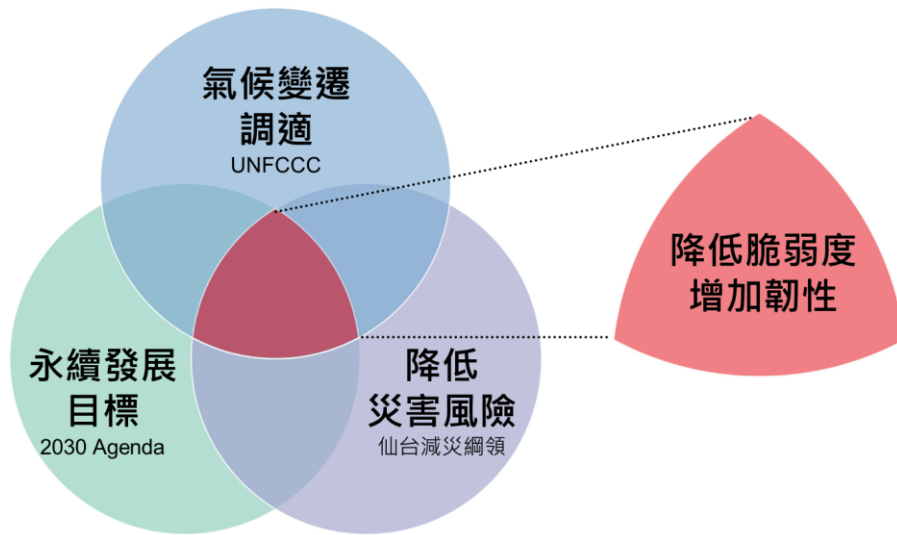 氣候變遷
調適
UNFCCC
永續發展
目標
2030 Agenda
降低
災害風險
仙台減災綱領
降低脆弱度
增加韌性